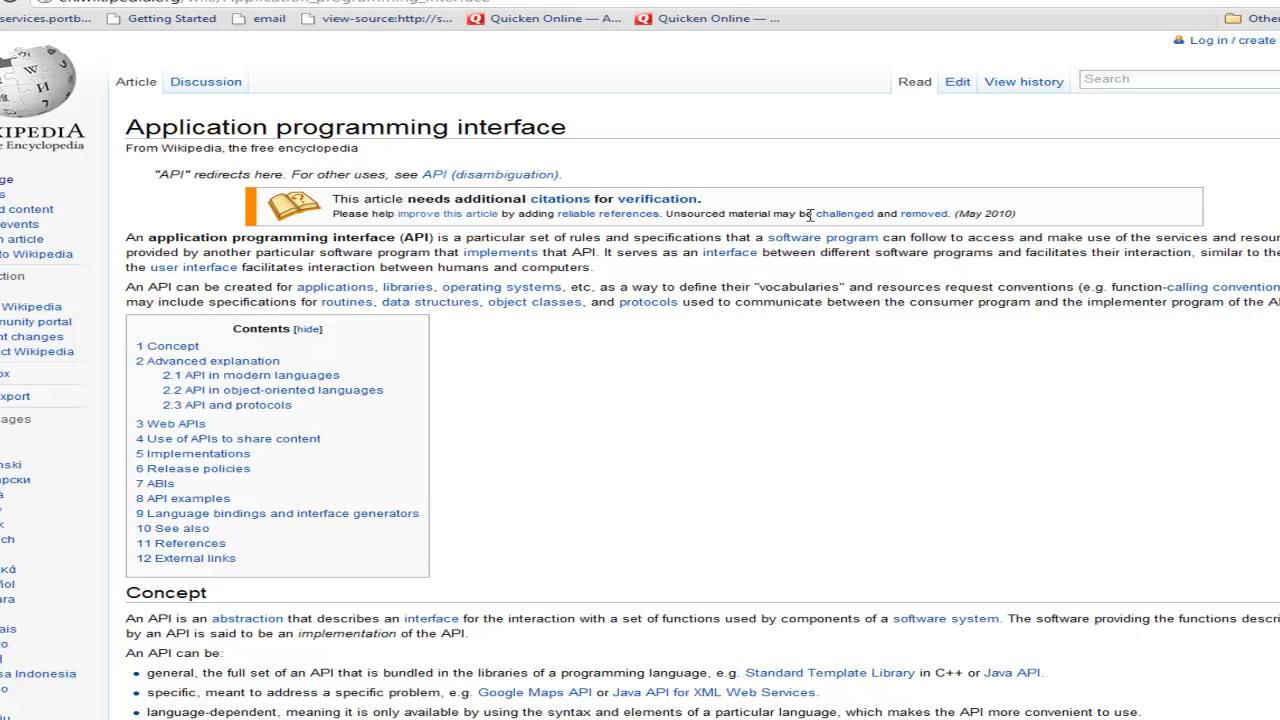 services.portb...
Getting Started
email
view-source:http://s...
Quicken Online — A...
Quicken Online — ...
Log in / create
Article
Discussion
Read
Edit
View history
Search
Application programming interface
From Wikipedia, the free encyclopedia
"API" redirects here. For other uses, see API (disambiguation).
This article needs additional citations for verification.
Please help improve this article by adding reliable references. Unsourced material may be challenged and removed. (May 2010)
An application programming interface (API) is a particular set of rules and specifications that a software program can follow to access and make use of the services and resour
provided by another particular software program that implements that API. It serves as an interface between different software programs and facilitates their interaction, similar to the
the user interface facilitates interaction between humans and computers.
An API can be created for applications, libraries, operating systems, etc, as a way to define their "vocabularies" and resources request conventions (e.g. function-calling convention
may include specifications for routines, data structures, object classes, and protocols used to communicate between the consumer program and the implementer program of the A
Contents [hide]
1 Concept
2 Advanced explanation
2.1 API in modern languages
2.2 API in object-oriented languages
2.3 API and protocols
3 Web APIs
4 Use of APIs to share content
5 Implementations
6 Release policies
7 ABIs
8 API examples
9 Language bindings and interface generators
10 See also
11 References
12 External links
Concept
An API is an abstraction that describes an interface for the interaction with a set of functions used by components of a software system. The software providing the functions descri
by an API is said to be an implementation of the API.
An API can be:
general, the full set of an API that is bundled in the libraries of a programming language, e.g. Standard Template Library in C++ or Java API.
specific, meant to address a specific problem, e.g. Google Maps API or Java API for XML Web Services.
language-dependent, meaning it is only available by using the syntax and elements of a particular language, which makes the API more convenient to use.
KIPEDIA
e Encyclopedia
ge
s
d content
events
n article
to Wikipedia
ction
Wikipedia
unity portal
nt changes
ct Wikipedia
ox
export
ages
nski
арски
ch
κά
ñol
ara
ais
go
sa Indonesia
o